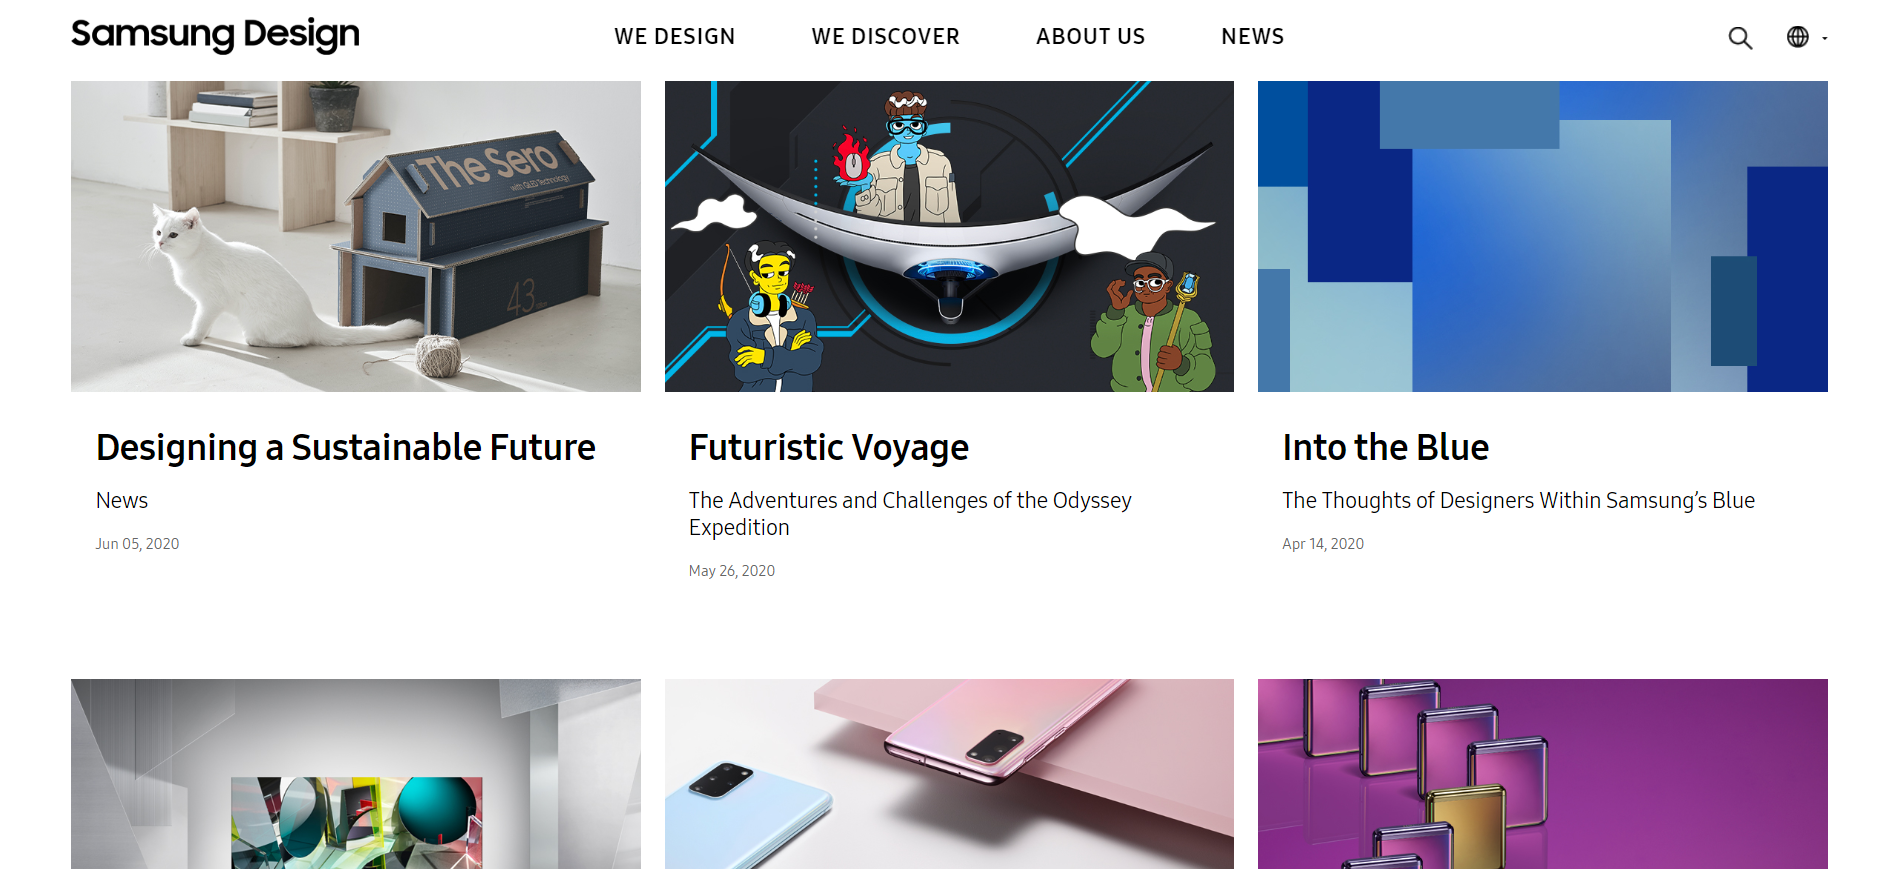 Samsung Design
WE DESIGN
WE DISCOVER
ABOUT US
NEWS
The Sero
with QLED Technology
43
Designing a Sustainable Future
News
Jun 05, 2020
Futuristic Voyage
The Adventures and Challenges of the Odyssey
Expedition
May 26, 2020
Into the Blue
The Thoughts of Designers Within Samsung’s Blue
Apr 14, 2020